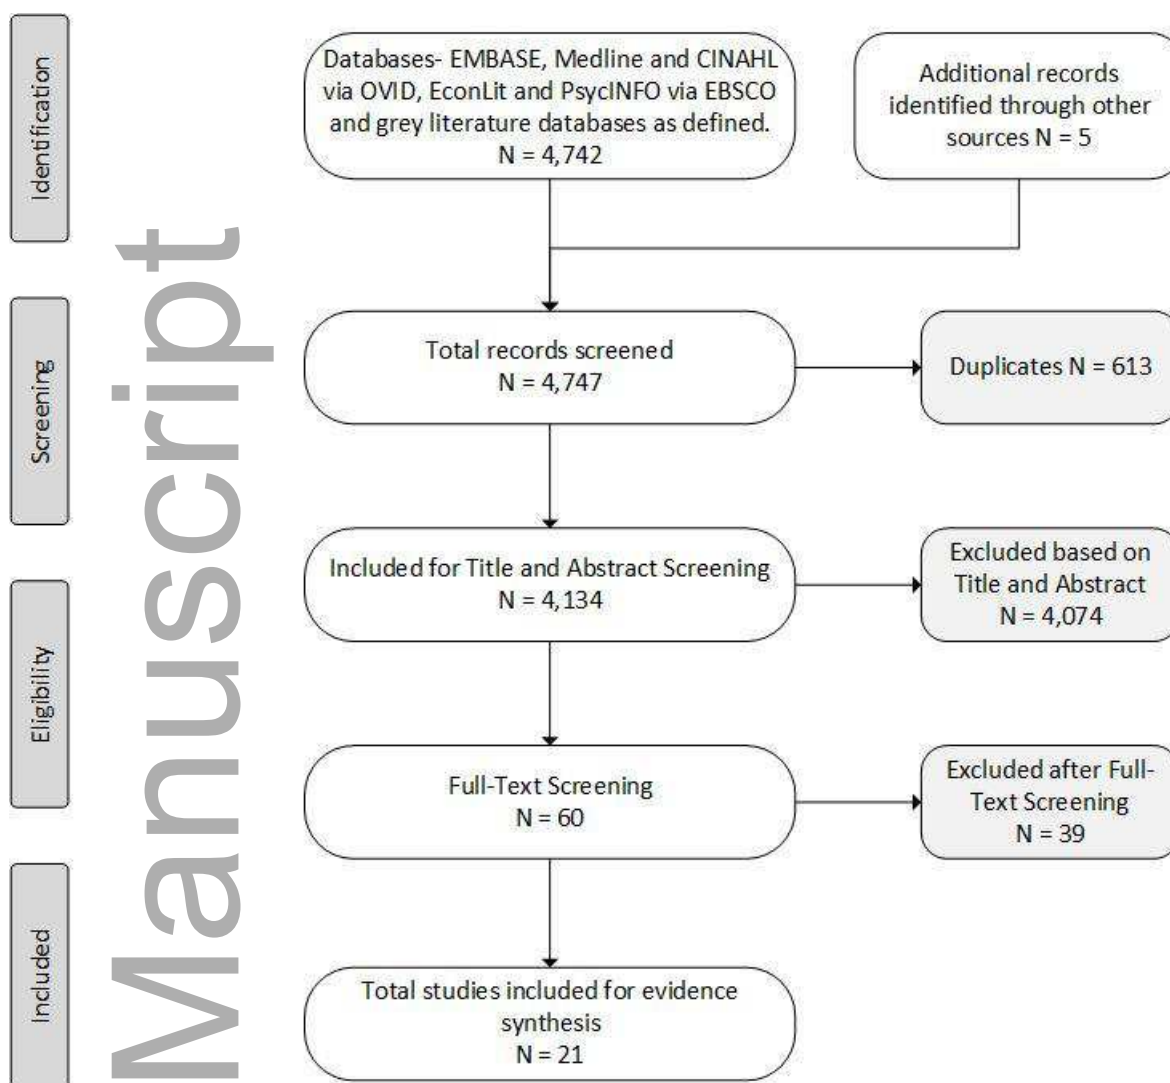 Identification
Databases- EMBASE, Medline and CINAHL
via OVID, EconLit and PsycINFO via EBSCO
and grey literature databases as defined.
N = 4,742
Additional records
identified through other
sources N = 5
Manuscript
Screening
Total records screened
N = 4,747
Duplicates N = 613
Included for Title and Abstract Screening
N = 4,134
Excluded based on
Title and Abstract
N = 4,074
Eligibility
Full-Text Screening
N = 60
Excluded after Full-
Text Screening
N = 39
Included
Total studies included for evidence
synthesis
N = 21